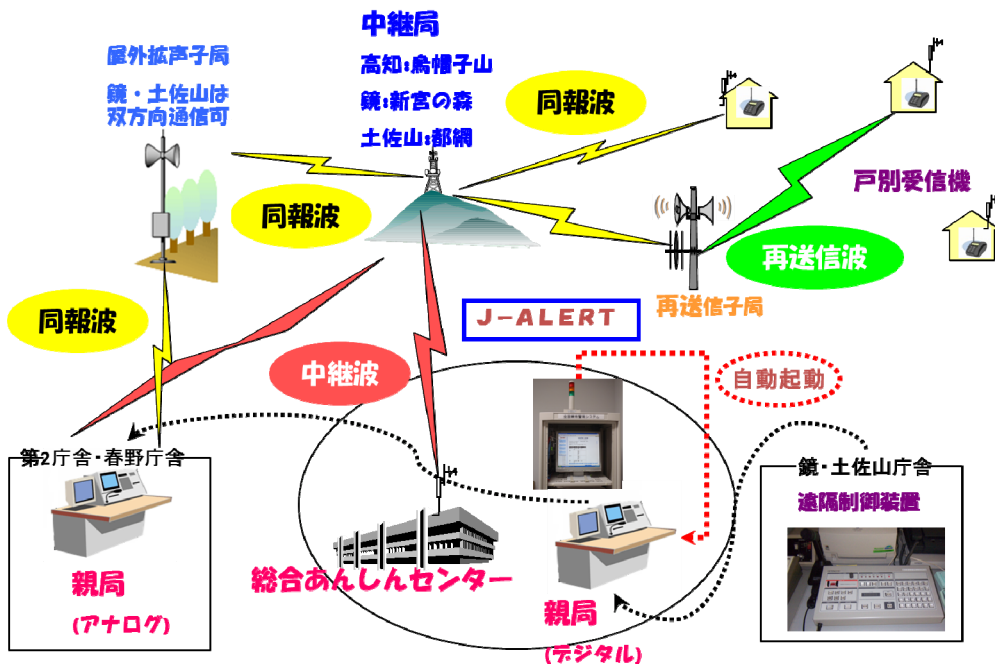 中継局
高知:烏帽子山
鏡:新宮の森
土佐山:都網
屋外拡声子局
鏡・土佐山は
双方向通信可
同報波
戸別受信機
同報波
再送信波
再送信子局
同報波
J-ALERT
中継波
自動起動
第2庁舎・春野庁舎
親局
(アナログ)
総合あんしんセンター
親局
(デジタル)
鏡・土佐山庁舎
遠隔制御装置